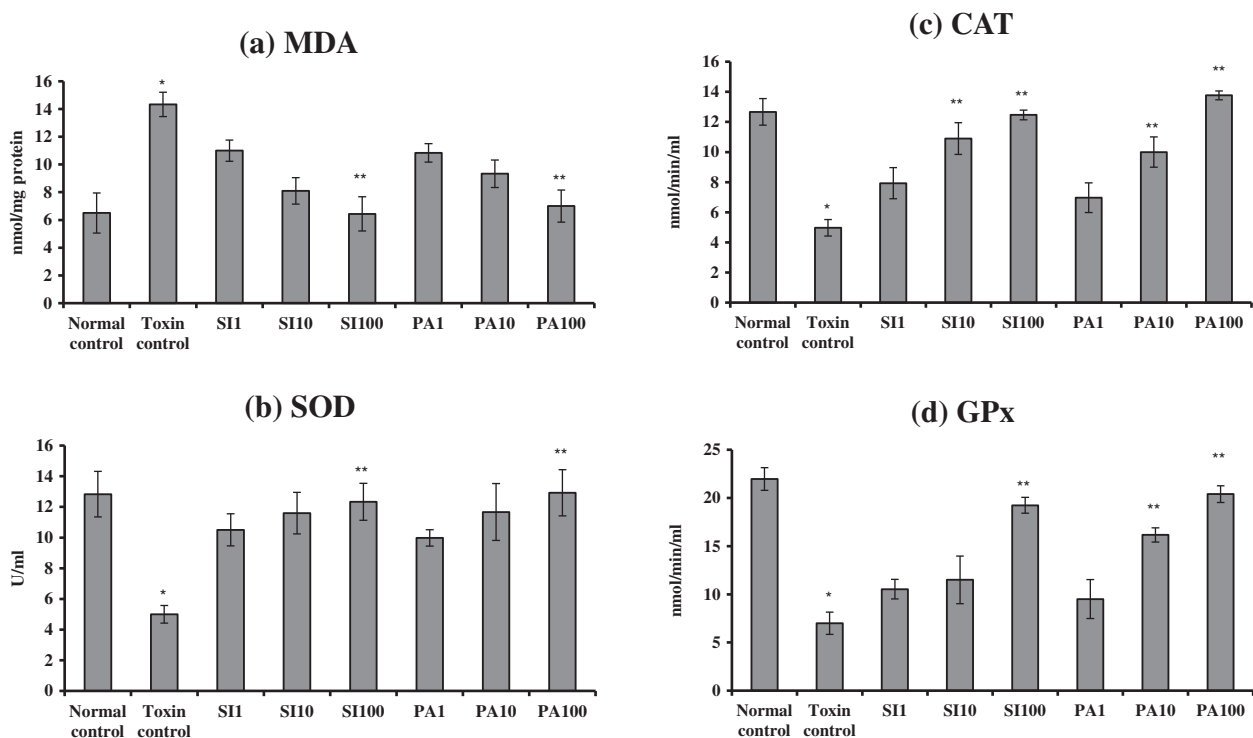 (a) MDA
nmol/mg protein
16
14
12
10
8
6
4
2
0
*
**
**
Normal control
Toxin control
SI1
SI10
SI100
PA1
PA10
PA100
(b) SOD
U/ml
16
14
12
10
8
6
4
2
0
*
**
**
Normal control
Toxin control
SI1
SI10
SI100
PA1
PA10
PA100
(c) CAT
nmol/min/ml
16
14
12
10
8
6
4
2
0
*
**
**
**
**
Normal control
Toxin control
SI1
SI10
SI100
PA1
PA10
PA100
(d) GPx
nmol/min/ml
25
20
15
10
5
0
*
**
**
**
Normal control
Toxin control
SI1
SI10
SI100
PA1
PA10
PA100